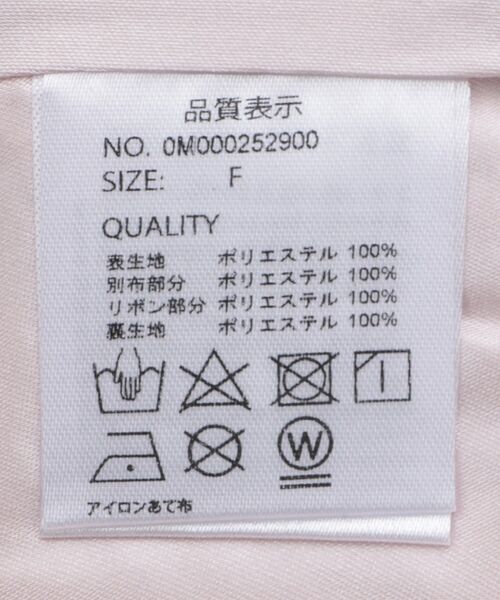 品質表示
NO. 0M000252900
SIZE: F
QUALITY
表生地 ポリエステル 100%
別布部分 ポリエステル 100%
リボン部分 ポリエステル 100%
裏生地 ポリエステル 100%
W
アイロンあて布